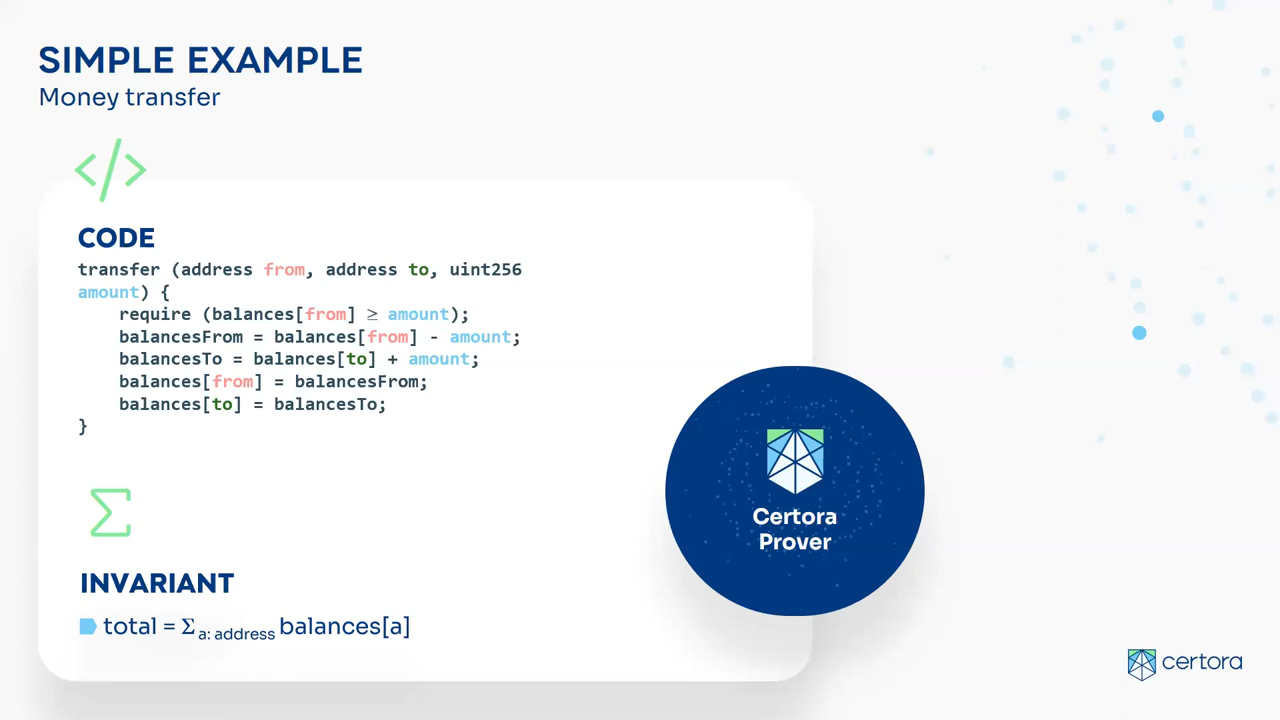 SIMPLE EXAMPLE
Money transfer
</>
CODE
transfer (address from, address to, uint256
amount) {
    require (balances[from] ≥ amount);
    balancesFrom = balances[from] - amount;
    balancesTo = balances[to] + amount;
    balances[from] = balancesFrom;
    balances[to] = balancesTo;
}
Σ
INVARIANT
total = Σ a: address balances[a]
Certora
Prover
certora